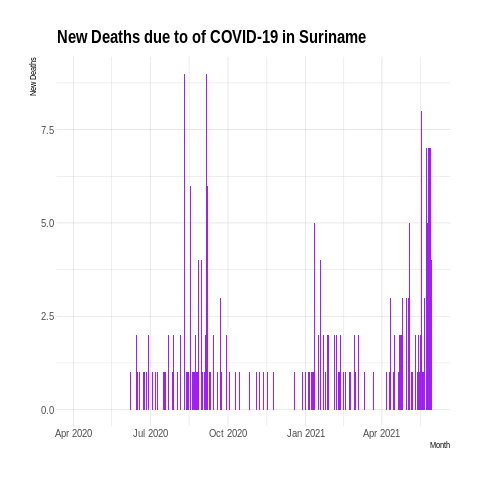 New Deaths due to of COVID-19 in Suriname
New Deaths
7.5
5.0
2.5
0.0
Apr 2020 Jul 2020 Oct 2020 Jan 2021 Apr 2021
Month